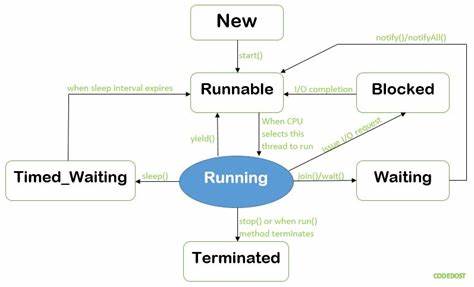 New
notify()/notifyAll()
start()
when sleep interval expires
Runnable
I/O completion
Blocked
When CPU
selects this
thread to run
yield()
issue I/O request
Timed_Waiting
sleep()
Running
join()/wait()
Waiting
stop() or when run()
method terminates
Terminated
CODEDOST